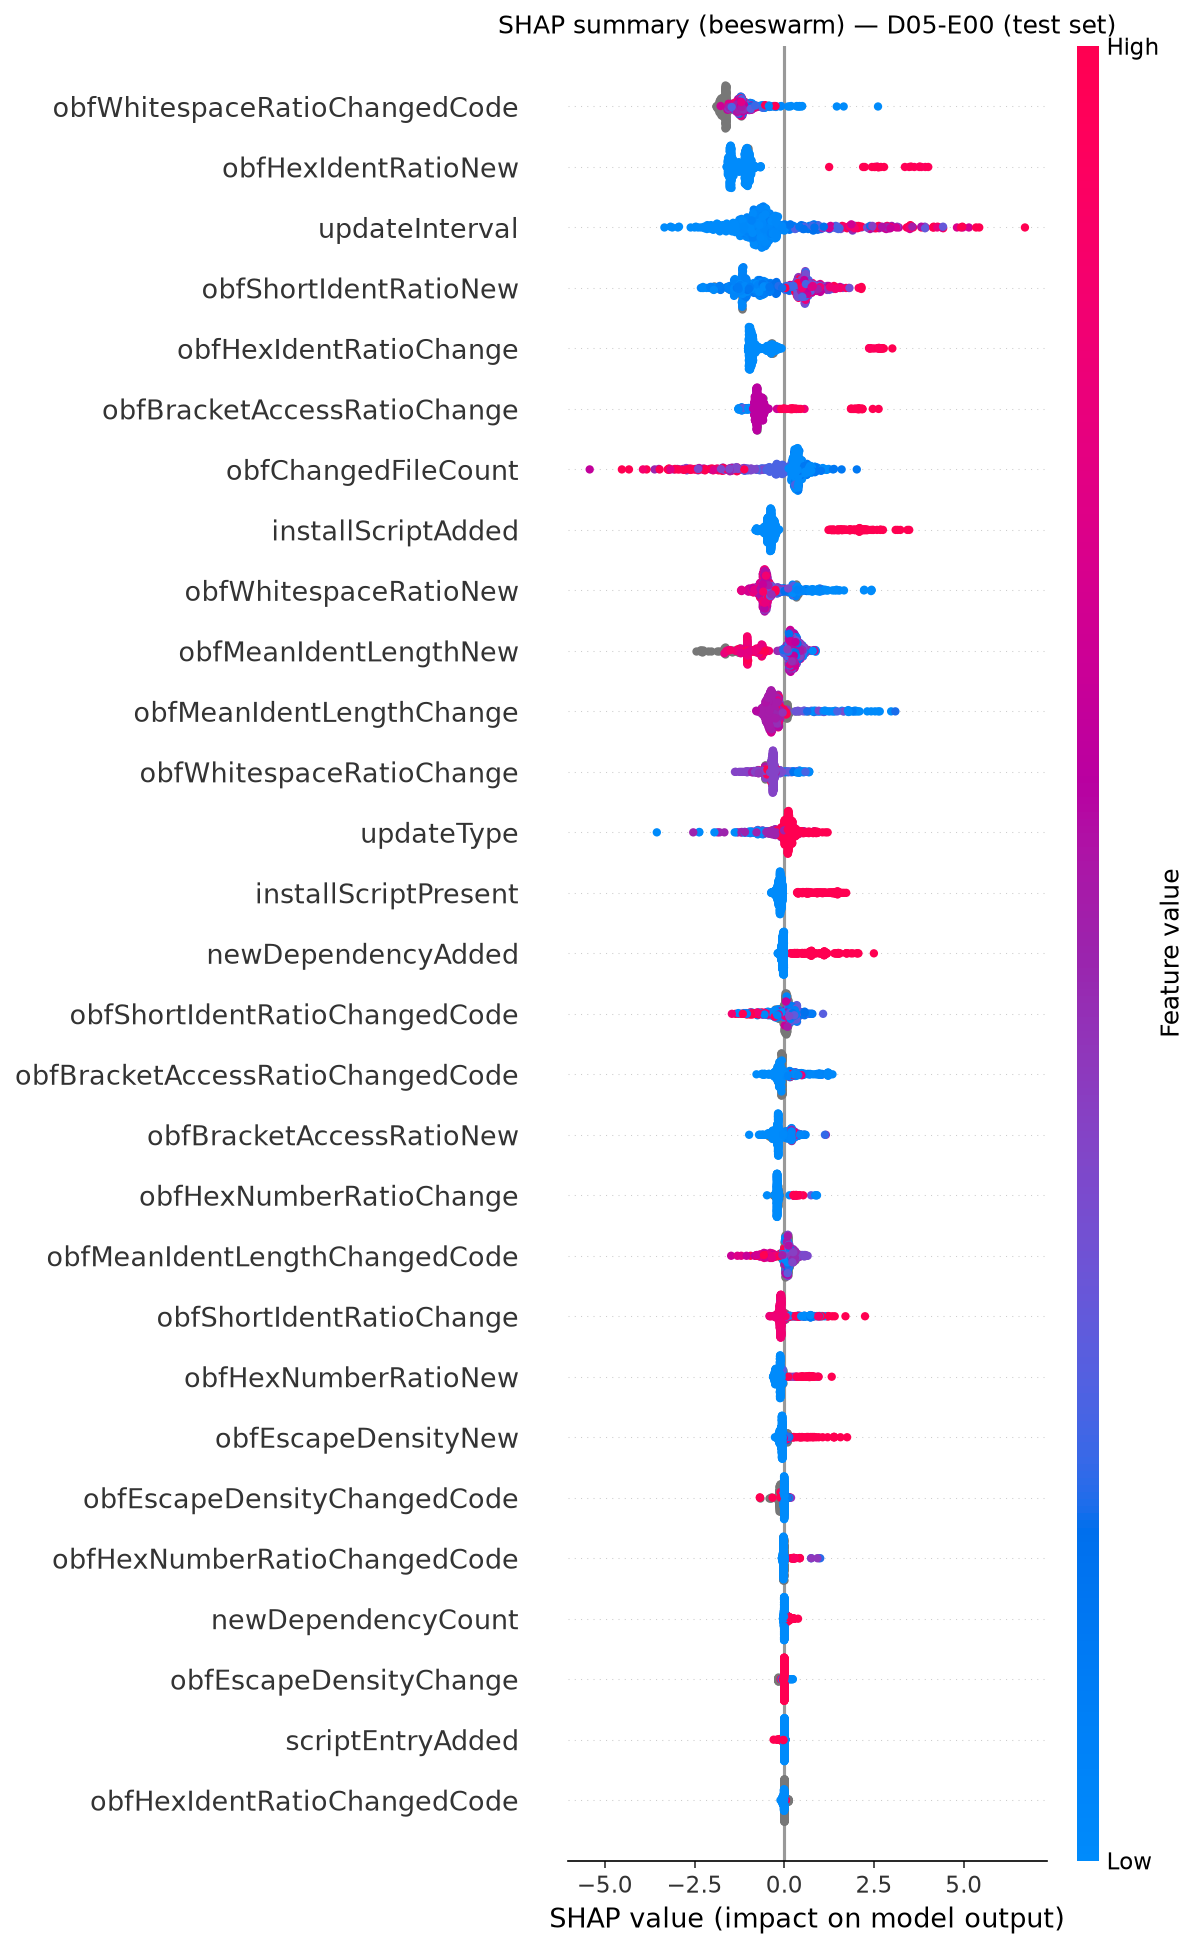 SHAP summary (beeswarm) — D05-E00 (test set)
High
obfWhitespaceRatioChangedCode
obfHexIdentRatioNew
updateInterval
obfShortIdentRatioNew
obfHexIdentRatioChange
obfBracketAccessRatioChange
obfChangedFileCount
installScriptAdded
obfWhitespaceRatioNew
obfMeanIdentLengthNew
obfMeanIdentLengthChange
obfWhitespaceRatioChange
updateType
installScriptPresent
newDependencyAdded
obfShortIdentRatioChangedCode
obfBracketAccessRatioChangedCode
obfBracketAccessRatioNew
obfHexNumberRatioChange
obfMeanIdentLengthChangedCode
obfShortIdentRatioChange
obfHexNumberRatioNew
obfEscapeDensityNew
obfEscapeDensityChangedCode
obfHexNumberRatioChangedCode
newDependencyCount
obfEscapeDensityChange
scriptEntryAdded
obfHexIdentRatioChangedCode
Feature value
Low
−5.0 −2.5 0.0 2.5 5.0
SHAP value (impact on model output)